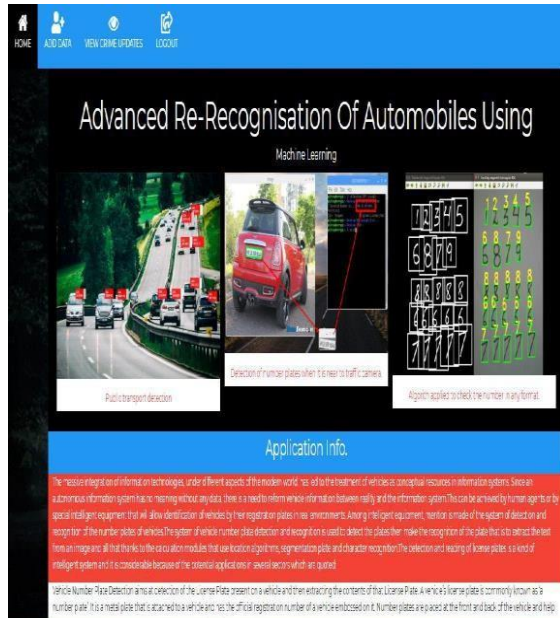 HOME
ADD DATA
VIEW CRIME UPDATES
LOGOUT
Advanced Re-Recognisation Of Automobiles Using
Machine Learning
Public transport detection
Detection of number plates when it is near to traffic camera.
Algorith applied to check the number in any format
Application Info.
The massive integration of information technologies, under different aspects of the modern world, has led to the treatment of vehicles as conceptual resources in information systems. Since an
autonomous information system has no meaning without any data, there is a need to reform vehicle information between reality and the information system.This can be achieved by human agents or by
special intelligent equipment that will allow identification of vehicles by their registration plates in real environments. Among intelligent equipment, mention is made of the system of detection and
recognition of the number plates of vehicles.The system of vehicle number plate detection and recognition is used to detect the plates then make the recognition of the plate that is to extract the text
from an image and all that thanks to the calculation modules that use location algorithms, segmentation plate and character recognition.The detection and reading of license plates is a kind of
intelligent system and it is considerable because of the potential applications in several sectors which are quoted:
Vehicle Number Plate Detection aims at detection of the License Plate present on a vehicle and then extracting the contents of that License Plate. A vehicle's license plate is commonly known as 'a
number plate'. It is a metal plate that is attached to a vehicle and has the official registration number of a vehicle embossed on it. Number plates are placed at the front and back of the vehicle and help